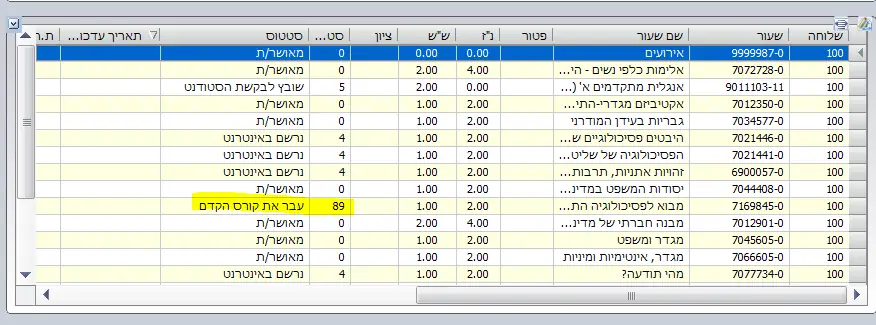 שלוחה שעור שם שעור פטור נ"ז ש"ש ציון סט... סטטוס תאריך עדכו... ת.ח
100 9999987-0 אירועים 0.00 0.00 0 מאושר/ת
100 7072728-0 אלימות כלפי נשים - הי... 4.00 2.00 0 מאושר/ת
100 9011103-11 אנגלית מתקדמים א' (... 0.00 2.00 5 שובץ לבקשת הסטודנט
100 7012350-0 אקטיביזם מגדרי-התי... 2.00 1.00 0 מאושר/ת
100 7034577-0 גבריות בעידן המודרני 2.00 1.00 0 מאושר/ת
100 7021446-0 היבטים פסיכולוגיים ש... 2.00 1.00 4 נרשם באינטרנט
100 7021441-0 הפסיכולוגיה של שליט... 2.00 1.00 4 נרשם באינטרנט
100 6900057-0 זהויות אתניות, תרבות... 2.00 1.00 4 נרשם באינטרנט
100 7044408-0 יסודות המשפט במדינ... 2.00 1.00 0 מאושר/ת
100 7169845-0 מבוא לפסיכולוגיה הת... 2.00 1.00 89 עבר את קורס הקדם
100 7012901-0 מבנה חברתי של מדינ... 4.00 2.00 0 מאושר/ת
100 7045605-0 מגדר ומשפט 2.00 1.00 0 מאושר/ת
100 7066605-0 מגדר, אינטימיות ומיניות 2.00 1.00 0 מאושר/ת
100 7077734-0 מהי תודעה? 2.00 1.00 4 נרשם באינטרנט